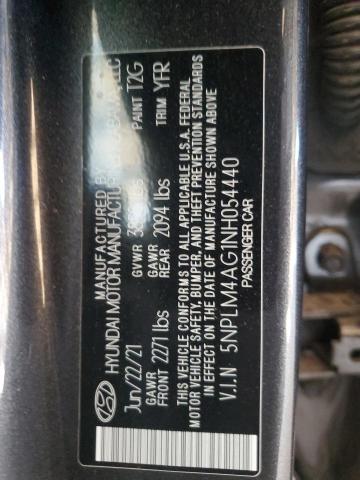 MANUFACTURED BY
HYUNDAI MOTOR MANUFACTURING LLC
Jun/22/21 GVWR lbs PAINT T2G
GAWR FRONT 2271 lbs GAWR REAR 2094 lbs TRIM YFR
THIS VEHICLE CONFORMS TO ALL APPLICABLE U.S.A. FEDERAL
MOTOR VEHICLE SAFETY, BUMPER, AND THEFT PREVENTION STANDARDS
IN EFFECT ON THE DATE OF MANUFACTURE SHOWN ABOVE
V.I.N 5NPLM4AG1NH054440
PASSENGER CAR